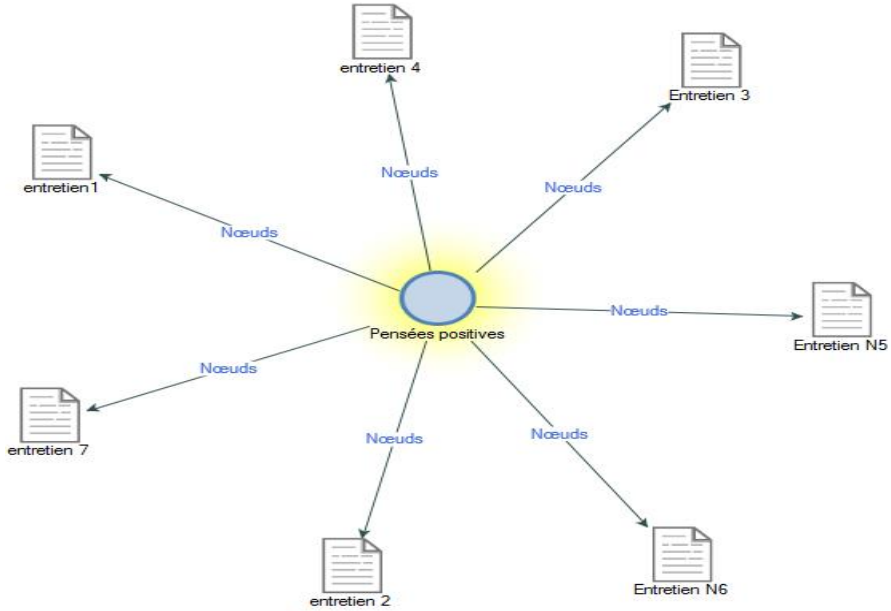 entretien 4
Entretien 3
entretien1
Nœuds
Nœuds
Nœuds
Nœuds
Pensées positives
Entretien N5
Nœuds
entretien 7
Nœuds
Nœuds
entretien 2
Entretien N6